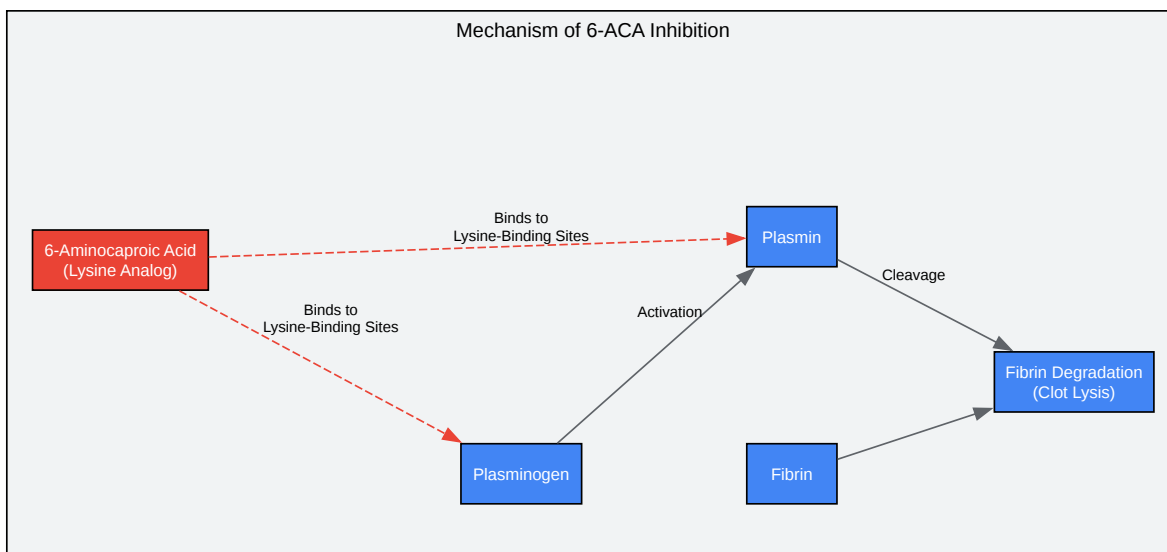 Mechanism of 6-ACA Inhibition
6-Aminocaproic Acid
(Lysine Analog)
Binds to
Lysine-Binding Sites
Plasmin
Binds to
Lysine-Binding Sites
Activation
Cleavage
Fibrin Degradation
(Clot Lysis)
Plasminogen
Fibrin